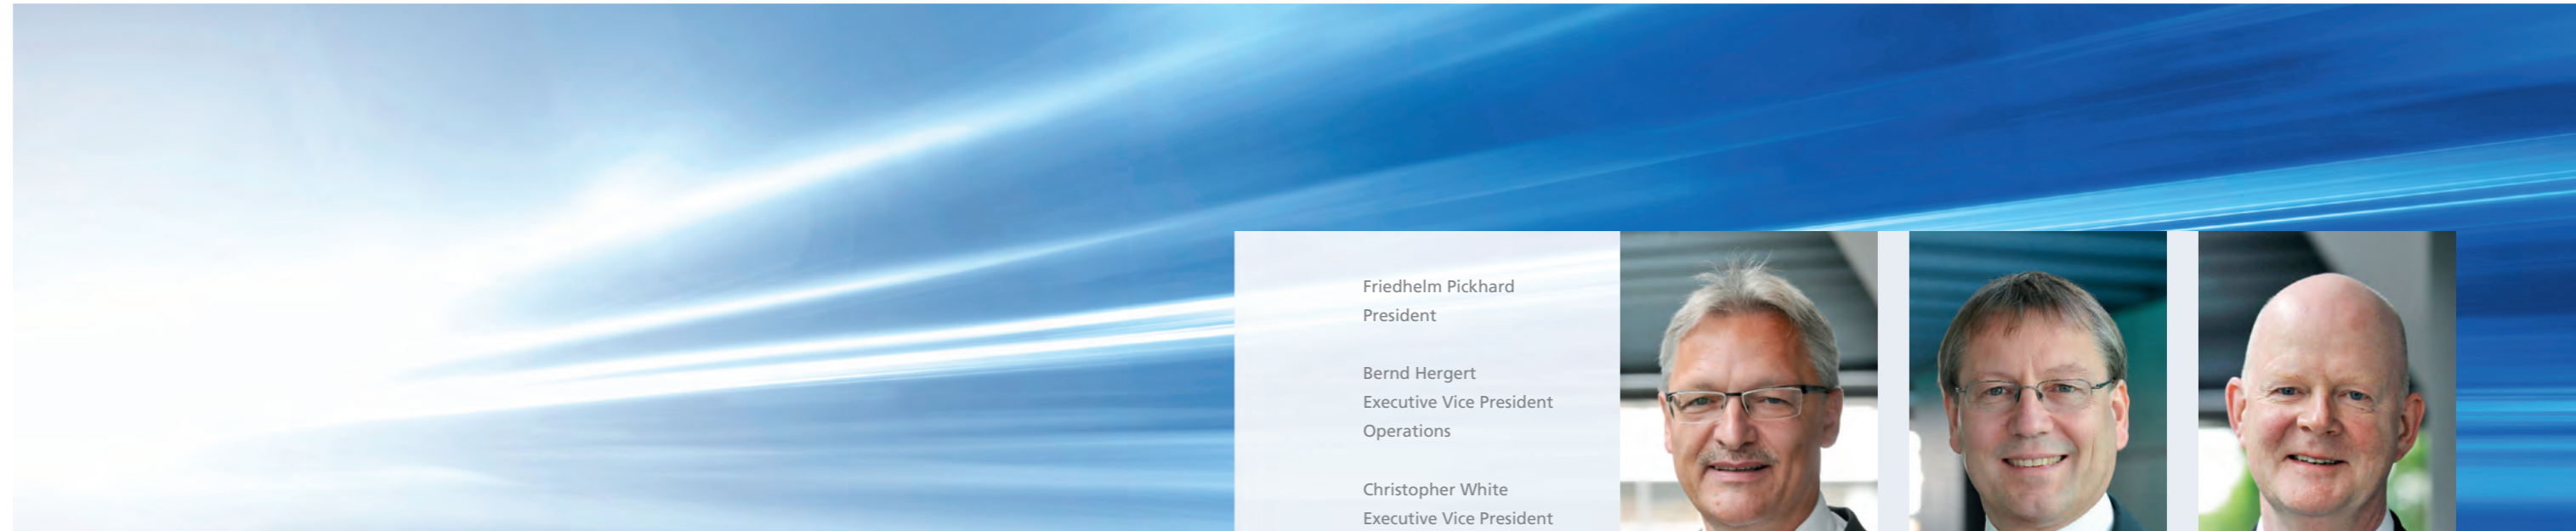 Friedhelm Pickhard
President
Bernd Hergert
Executive Vice President
Operations
Christopher White
Executive Vice President